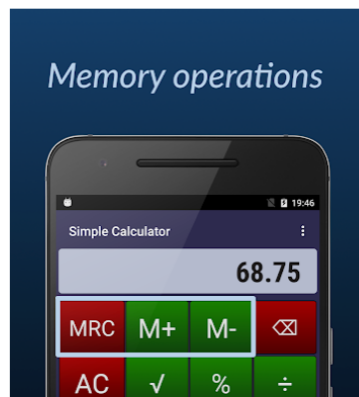 Memory operations
19:46
Simple Calculator
68.75
MRC M+ M-
AC √ % ÷